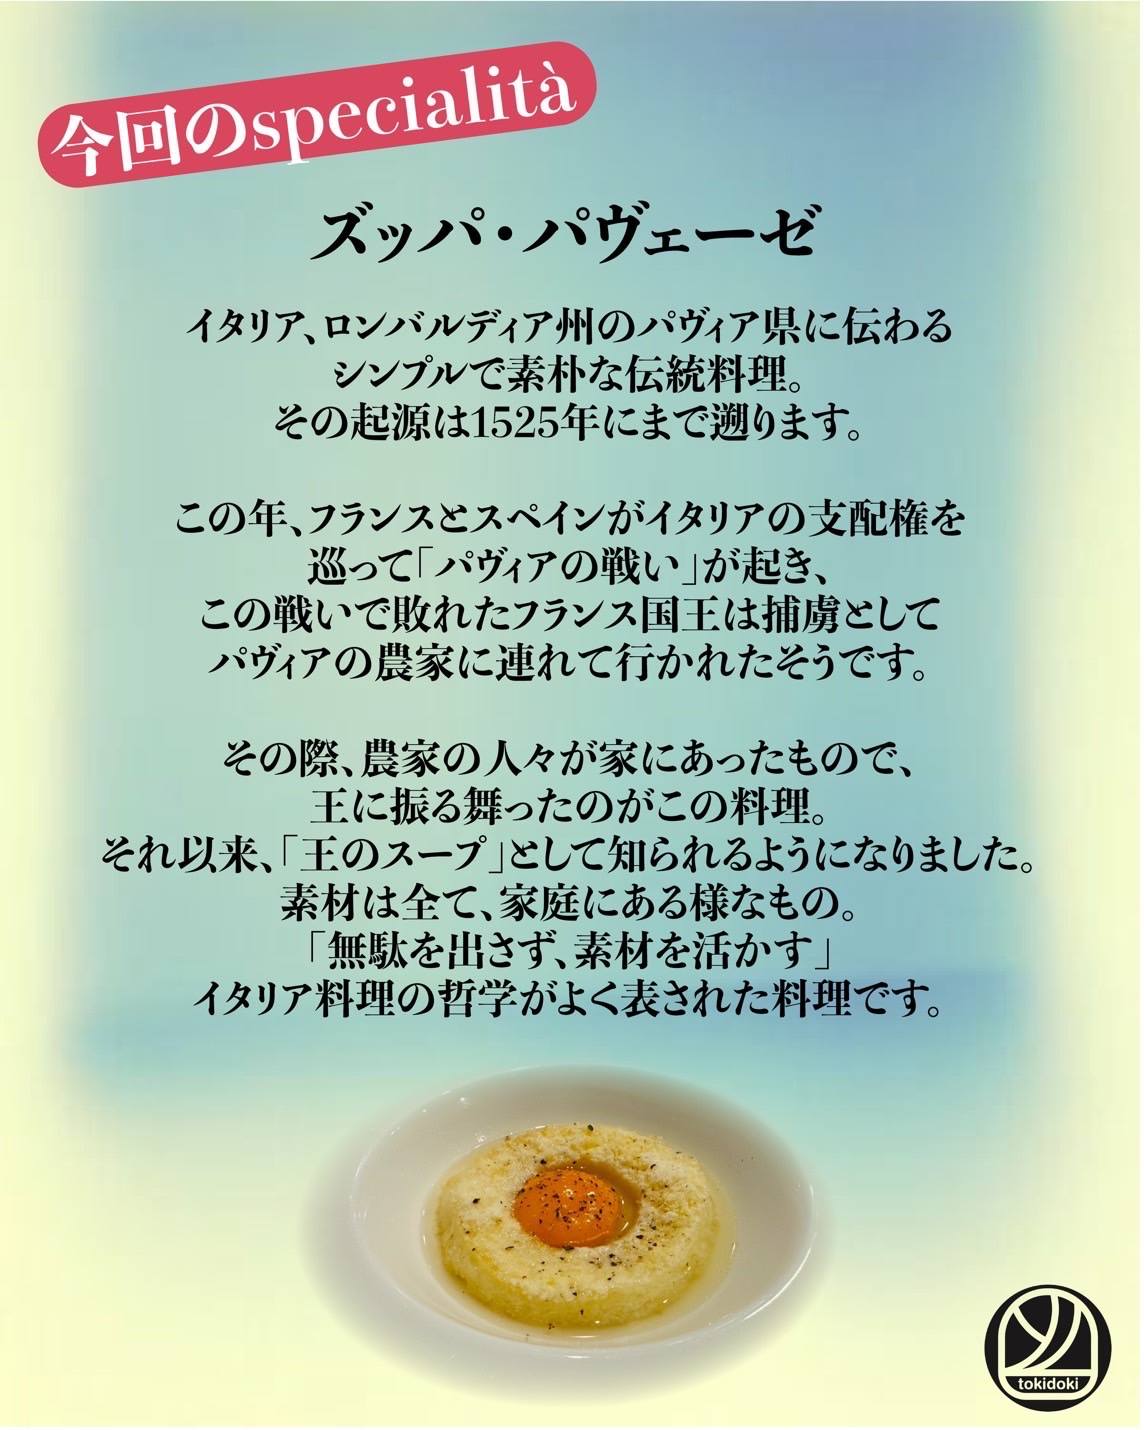 今回のspecialità
ズッパ・パヴェーゼ
イタリア、ロンバルディア州のパヴィア県に伝わる
シンプルで素朴な伝統料理。
その起源は1525年にまで遡ります。
この年、フランスとスペインがイタリアの支配権を
巡って「パヴィアの戦い」が起き、
この戦いで敗れたフランス国王は捕虜として
パヴィアの農家に連れて行かれたそうです。
その際、農家の人々が家にあったもので、
王に振る舞ったのがこの料理。
それ以来、「王のスープ」として知られるようになりました。
素材は全て、家庭にある様なもの。
「無駄を出さず、素材を活かす」
イタリア料理の哲学がよく表された料理です。
tokidoki